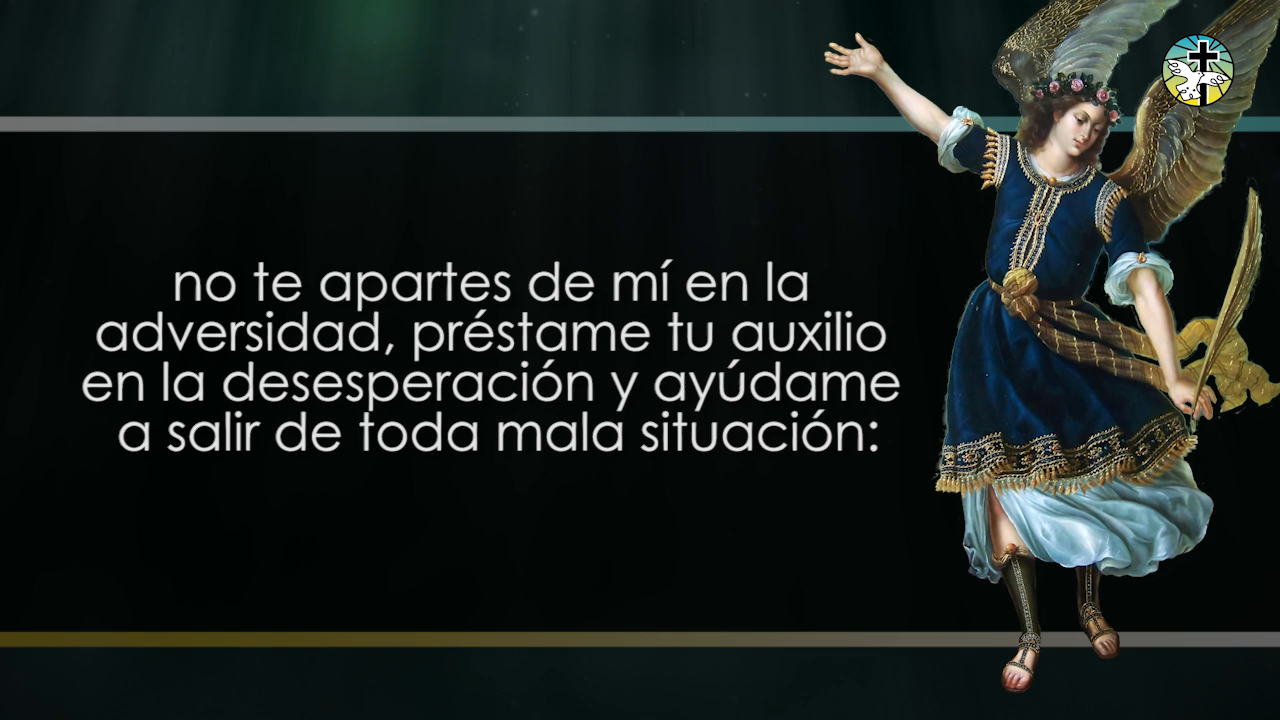 no te apartes de mí en la
adversidad, préstame tu auxilio
en la desesperación y ayúdame
a salir de toda mala situación: